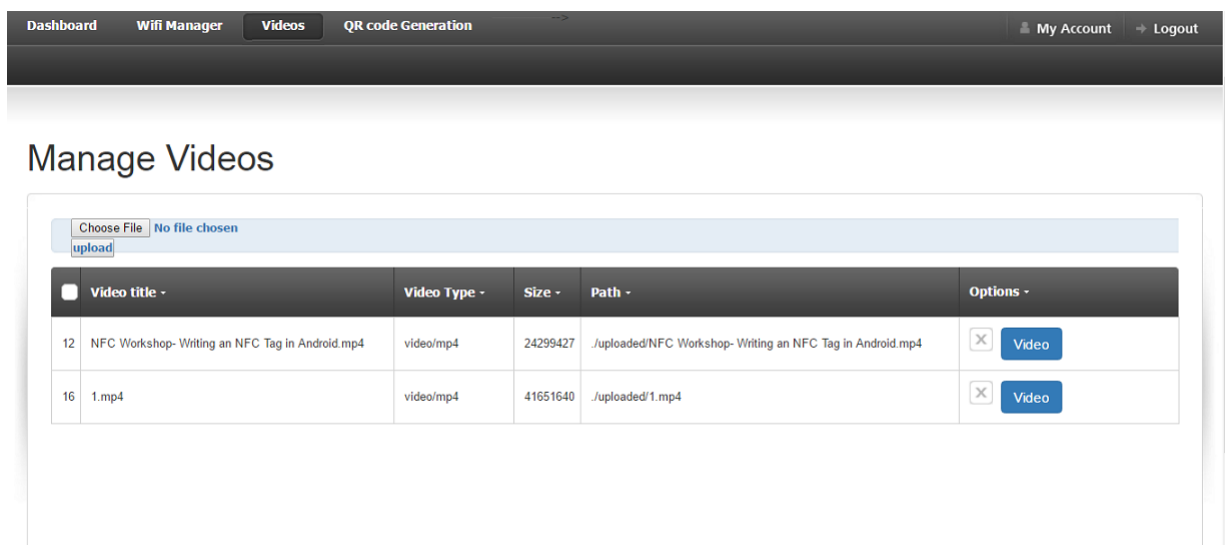 Dashboard Wifi Manager Videos QR code Generation --> My Account Logout
Manage Videos
Choose File No file chosen
upload
Video title - Video Type - Size - Path - Options -
12 NFC Workshop- Writing an NFC Tag in Android.mp4 video/mp4 24299427 ./uploaded/NFC Workshop- Writing an NFC Tag in Android.mp4 X Video
16 1.mp4 video/mp4 41651640 ./uploaded/1.mp4 X Video